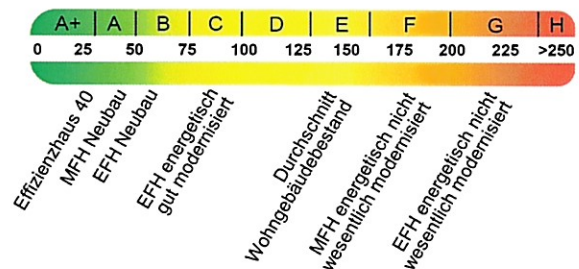 A+ A B C D E F G H
0 25 50 75 100 125 150 175 200 225 >250
Effizienzhaus 40
MFH Neubau
EFH Neubau
EFH energetisch
gut modernisiert
Durchschnitt
Wohngebäudebestand
MFH energetisch nicht
wesentlich modernisiert
EFH energetisch nicht
wesentlich modernisiert